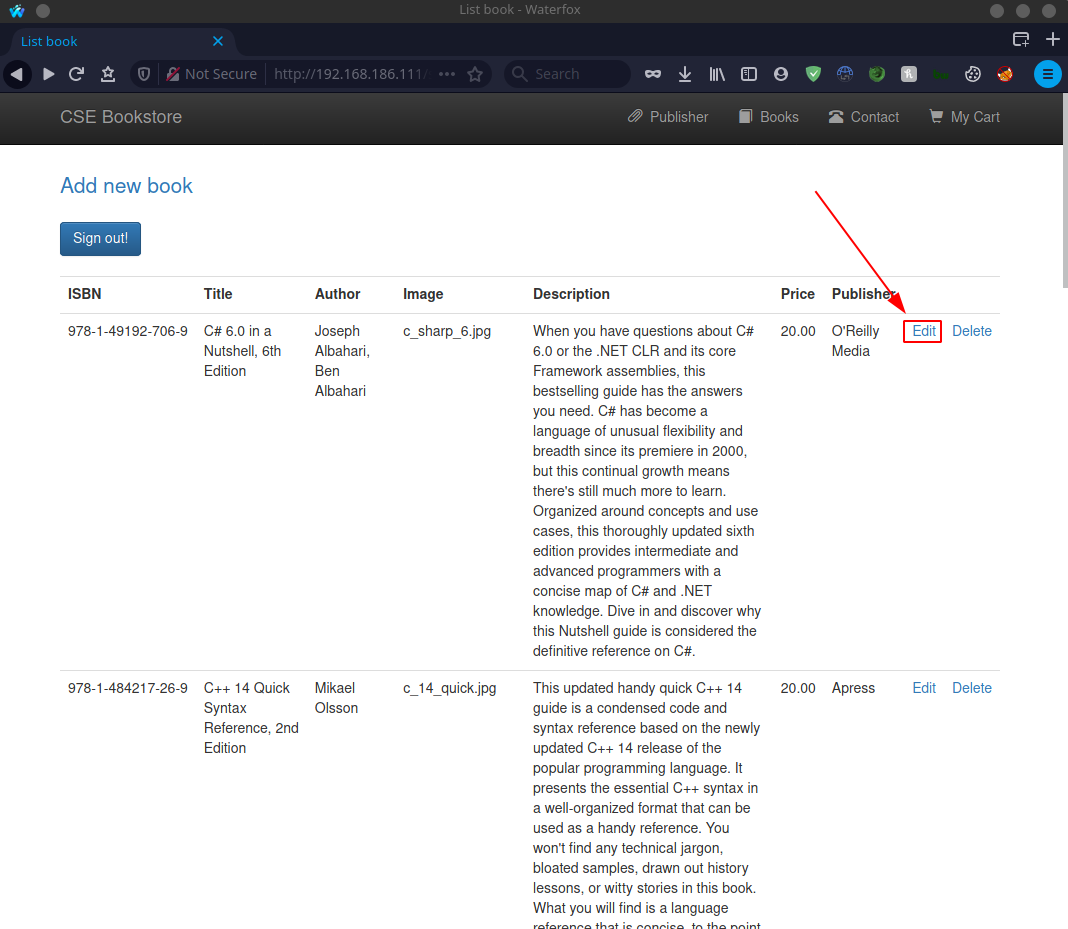 List book - Waterfox
List book
Not Secure http://192.168.186.111/ Search
CSE Bookstore Publisher Books Contact My Cart
Add new book
Sign out!
ISBN Title Author Image Description Price Publisher
978-1-49192-706-9 C# 6.0 in a Joseph c_sharp_6.jpg When you have questions about C# 20.00 O'Reilly Edit Delete
Nutshell, 6th Albahari, 6.0 or the .NET CLR and its core Media
Edition Ben Framework assemblies, this
Albahari bestselling guide has the answers
you need. C# has become a
language of unusual flexibility and
breadth since its premiere in 2000,
but this continual growth means
there's still much more to learn.
Organized around concepts and use
cases, this thoroughly updated sixth
edition provides intermediate and
advanced programmers with a
concise map of C# and .NET
knowledge. Dive in and discover why
this Nutshell guide is considered the
definitive reference on C#.
978-1-484217-26-9 C++ 14 Quick Mikael c_14_quick.jpg This updated handy quick C++ 14 20.00 Apress Edit Delete
Syntax Olsson guide is a condensed code and
Reference, 2nd syntax reference based on the newly
Edition updated C++ 14 release of the
popular programming language. It
presents the essential C++ syntax in
a well-organized format that can be
used as a handy reference. You
won't find any technical jargon,
bloated samples, drawn out history
lessons, or witty stories in this book.
What you will find is a language
reference that is concise, to the point